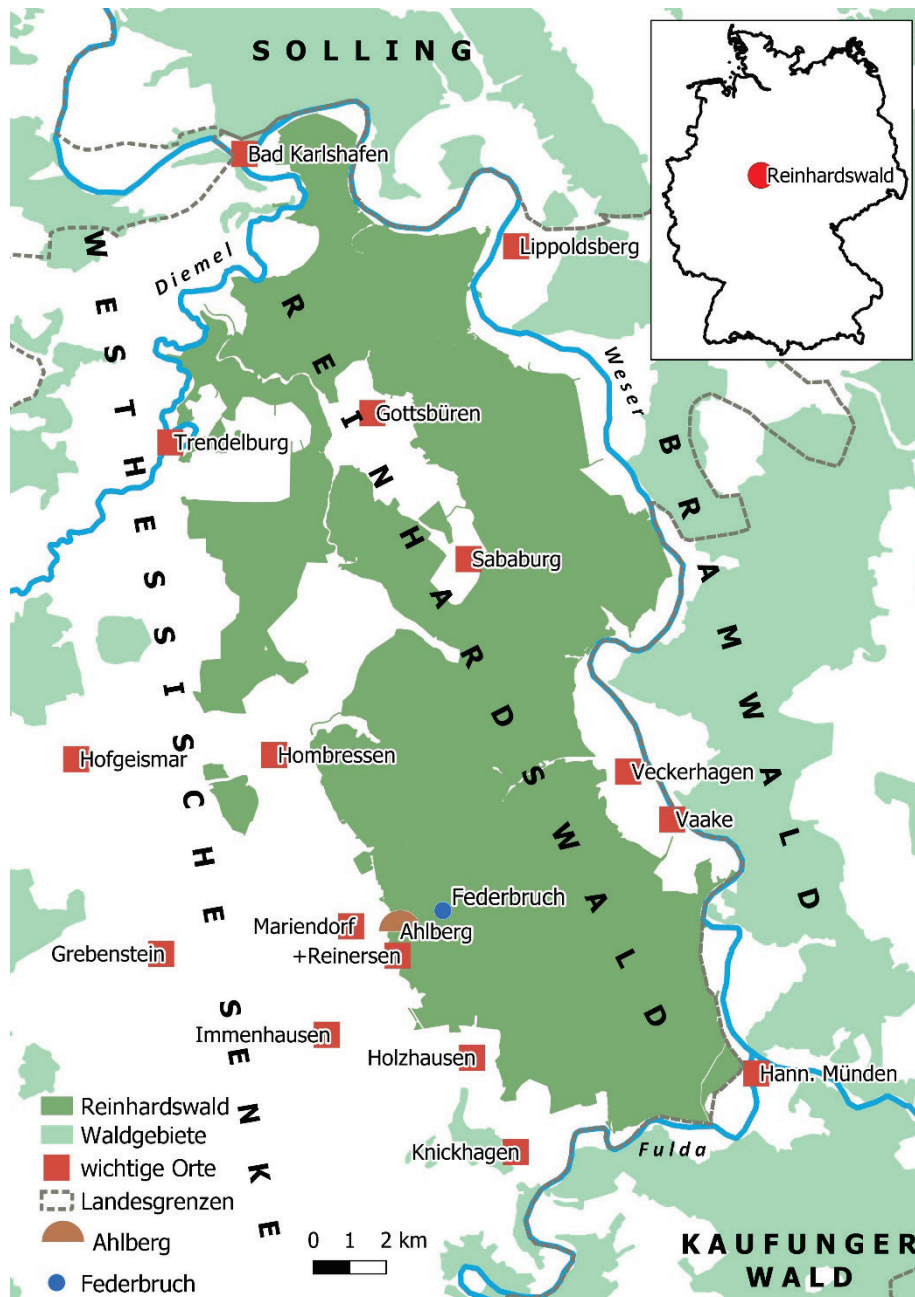 SOLLING
Bad Karlshafen
Reinhardswald
Lippoldsberg
Diemel
WESTHESSISCHE SENKE
REINHARDSWALD
Weser
BRAMWALD
Gottsbüren
Trendelburg
Sababurg
Hofgeismar
Hombressen
Veckerhagen
Vaake
Federbruch
Mariendorf
Ahlberg
Grebenstein
+Reinersen
Immenhausen
Holzhausen
Hann. Münden
Knickhagen
Fulda
Reinhardswald
Waldgebiete
wichtige Orte
Landesgrenzen
Ahlberg
Federbruch
0 1 2 km
KAUFUNGER
WALD